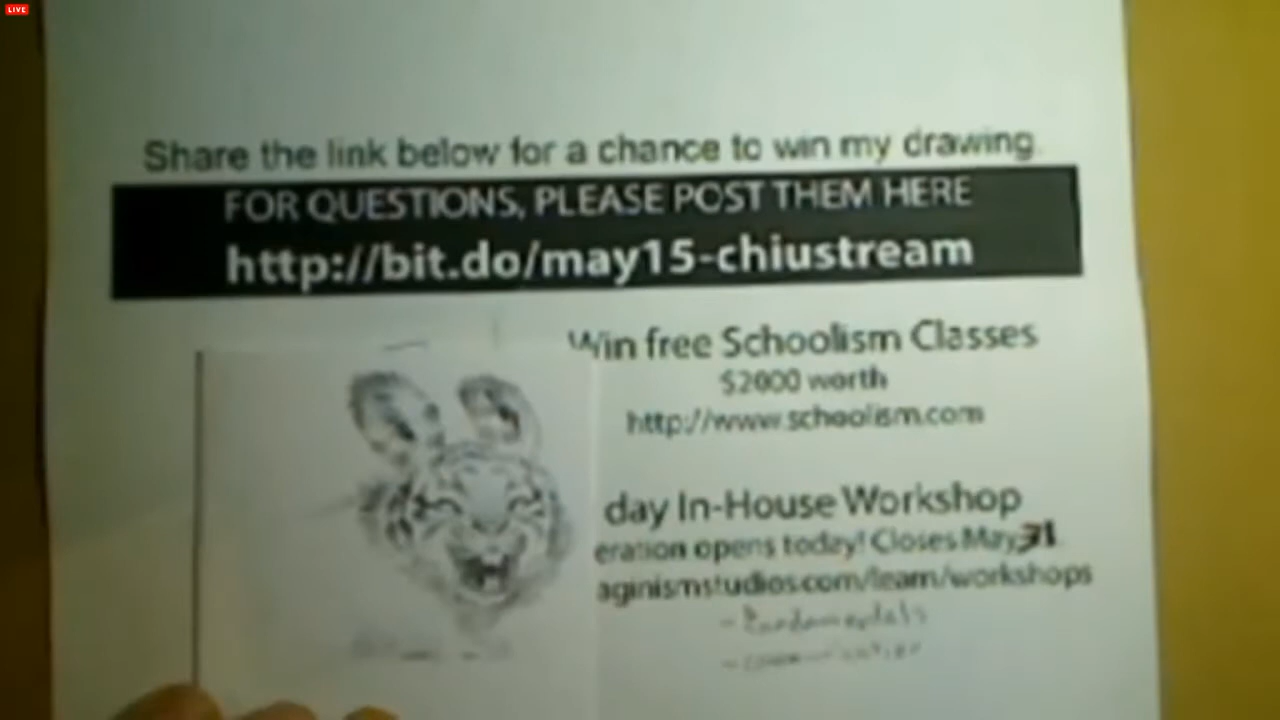 LIVE
Share the link below for a chance to win my drawing
FOR QUESTIONS, PLEASE POST THEM HERE
http://bit.do/may15-chiustream
Win free Schoolism Classes
$2000 worth
http://www.schoolism.com
day In-House Workshop
eration opens today! Closes May 31
aginismstudios.com/learn/workshops
- Fundamentals